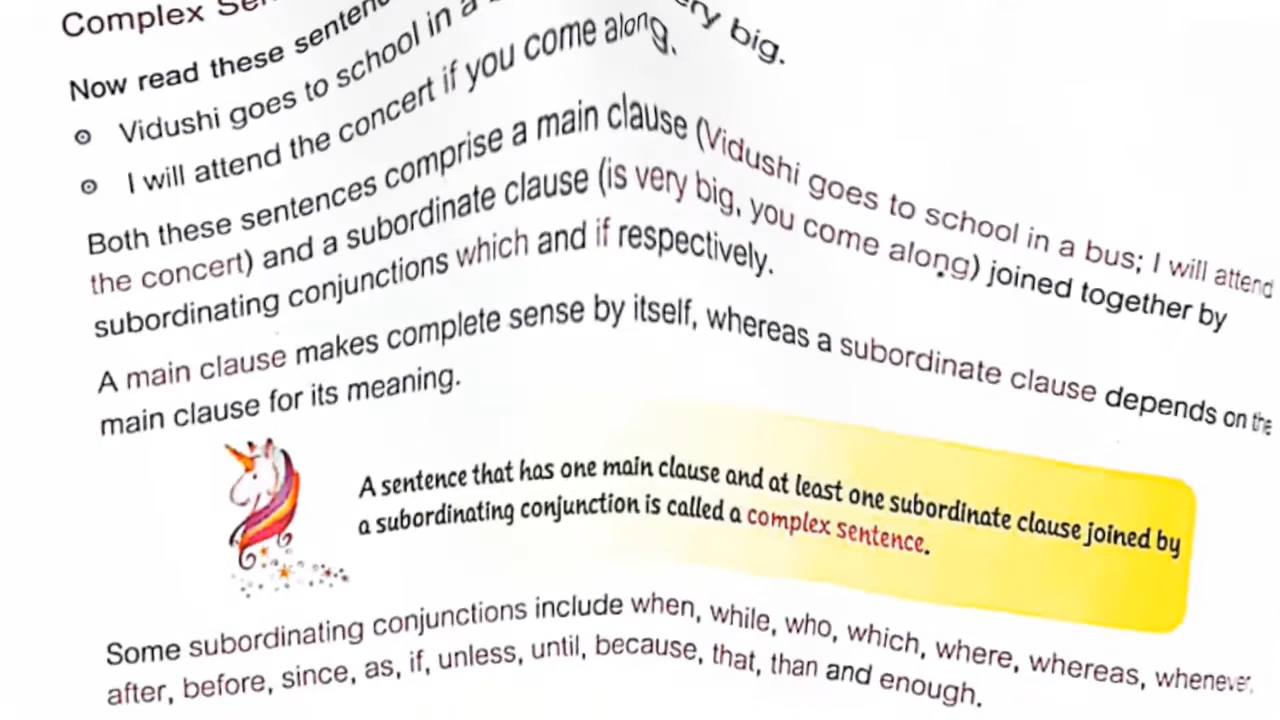 Complex
Now read these
Vidushi goes to school in a very big.
I will attend the concert if you come along.
Both these sentences comprise a main clause (Vidushi goes to school in a bus; I will attend
the concert) and a subordinate clause (is very big, you come along) joined together by
subordinating conjunctions which and if respectively.
A main clause makes complete sense by itself, whereas a subordinate clause depends on the
main clause for its meaning.
A sentence that has one main clause and at least one subordinate clause joined by
a subordinating conjunction is called a complex sentence.
Some subordinating conjunctions include when, while, who, which, where, whereas, whenever,
after, before, since, as, if, unless, until, because, that, than and enough.